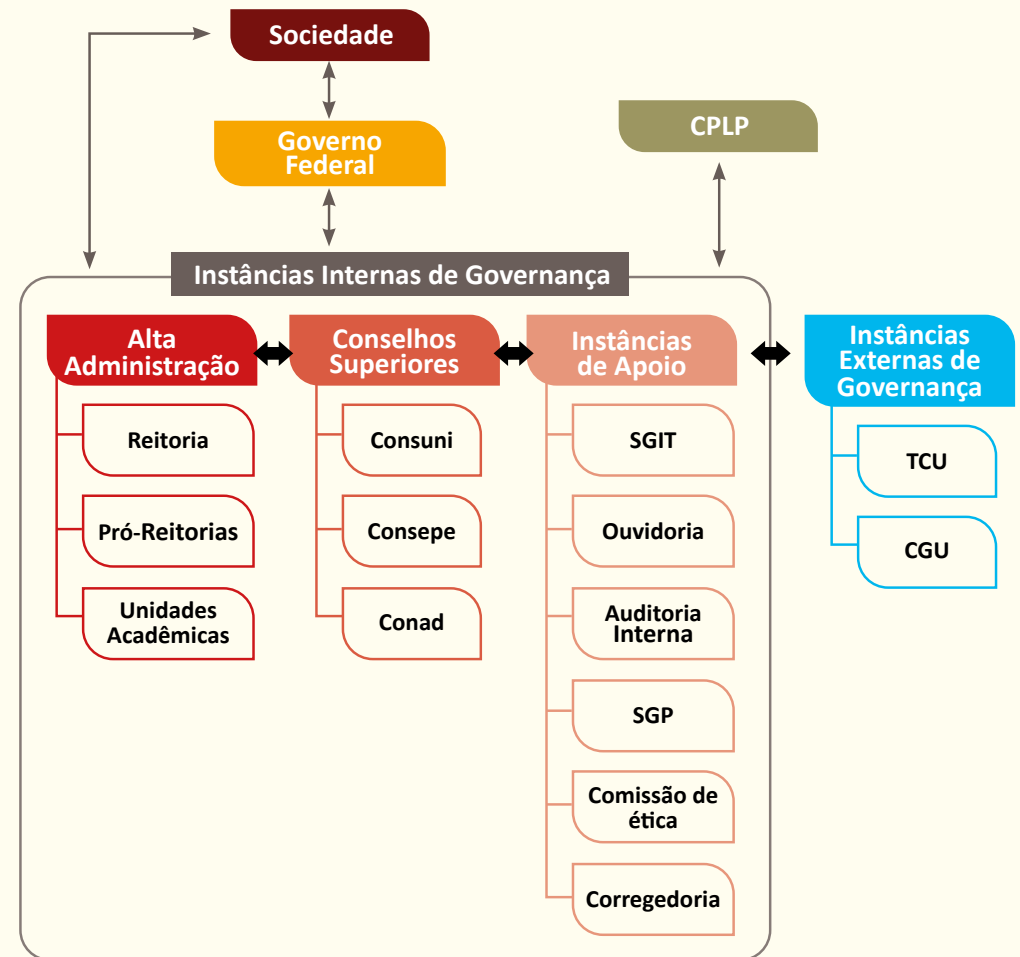 Sociedade
Governo
Federal
CPLP
Instâncias Internas de Governança
Alta
Administração
Reitoria
Pró-Reitorias
Unidades
Acadêmicas
Conselhos
Superiores
Consuni
Consepe
Conad
Instâncias
de Apoio
SGIT
Ouvidoria
Auditoria
Interna
SGP
Comissão de
ética
Corregedoria
Instâncias
Externas de
Governança
TCU
CGU